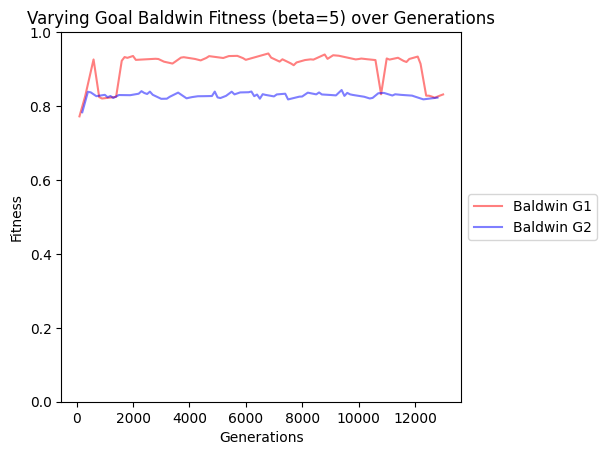 Varying Goal Baldwin Fitness (beta=5) over Generations
1.0
0.8
0.6
0.4
0.2
0.0
Fitness
0 2000 4000 6000 8000 10000 12000
Generations
Baldwin G1
Baldwin G2